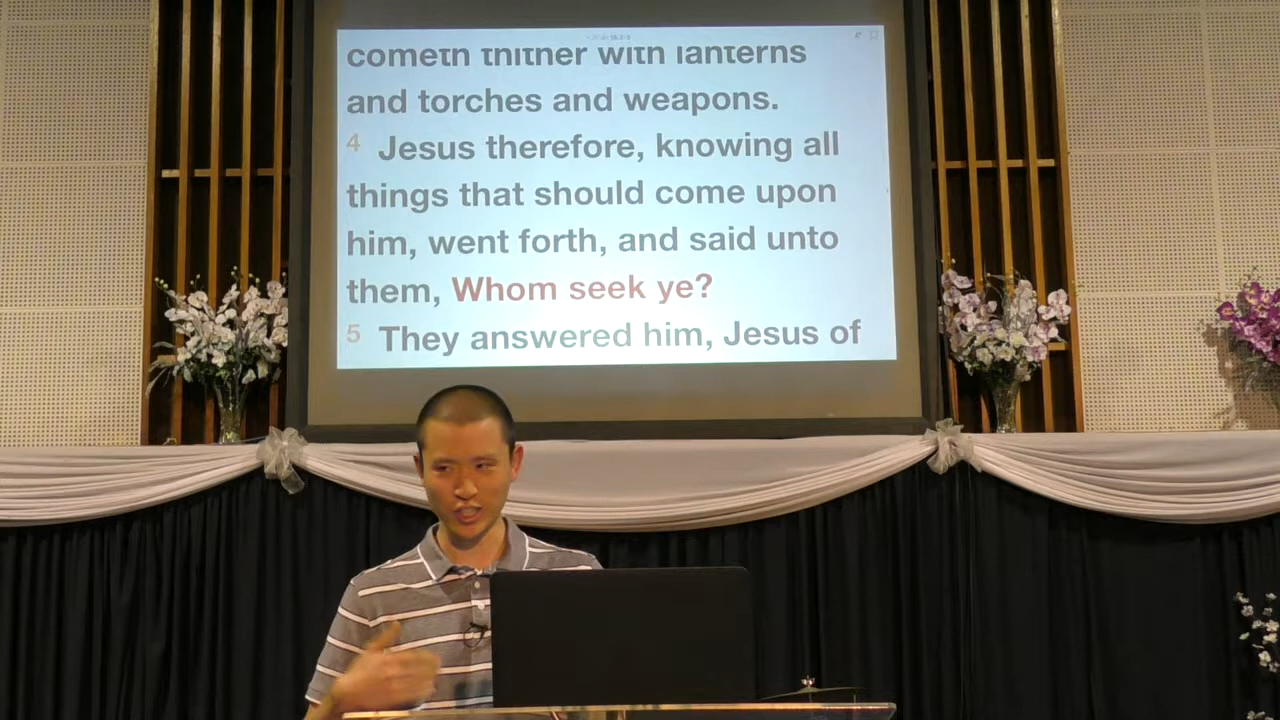 cometh thither with lanterns
and torches and weapons.
4 Jesus therefore, knowing all
things that should come upon
him, went forth, and said unto
them, Whom seek ye?
5 They answered him, Jesus of